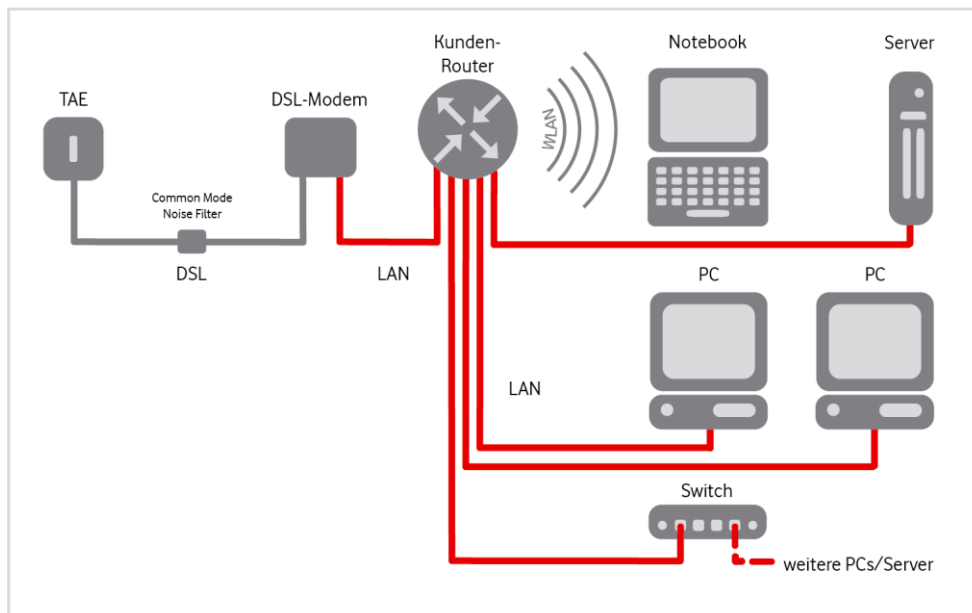 Kunden-
Router
Notebook
Server
TAE
DSL-Modem
WLAN
Common Mode
Noise Filter
DSL
LAN
PC
PC
LAN
Switch
weitere PCs/Server